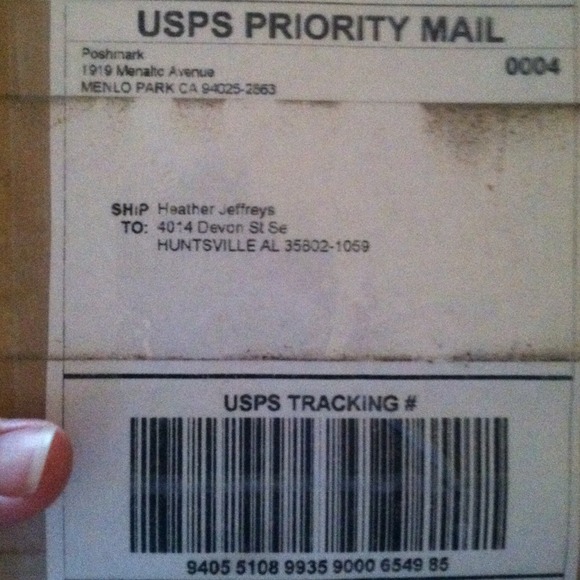 USPS PRIORITY MAIL
Poshmark
1919 Menalto Avenue
MENLO PARK CA 94025-2863
0004
SHIP TO: Heather Jeffreys
4014 Devon St Se
HUNTSVILLE AL 35802-1059
USPS TRACKING #
9405 5108 9935 9000 6549 85